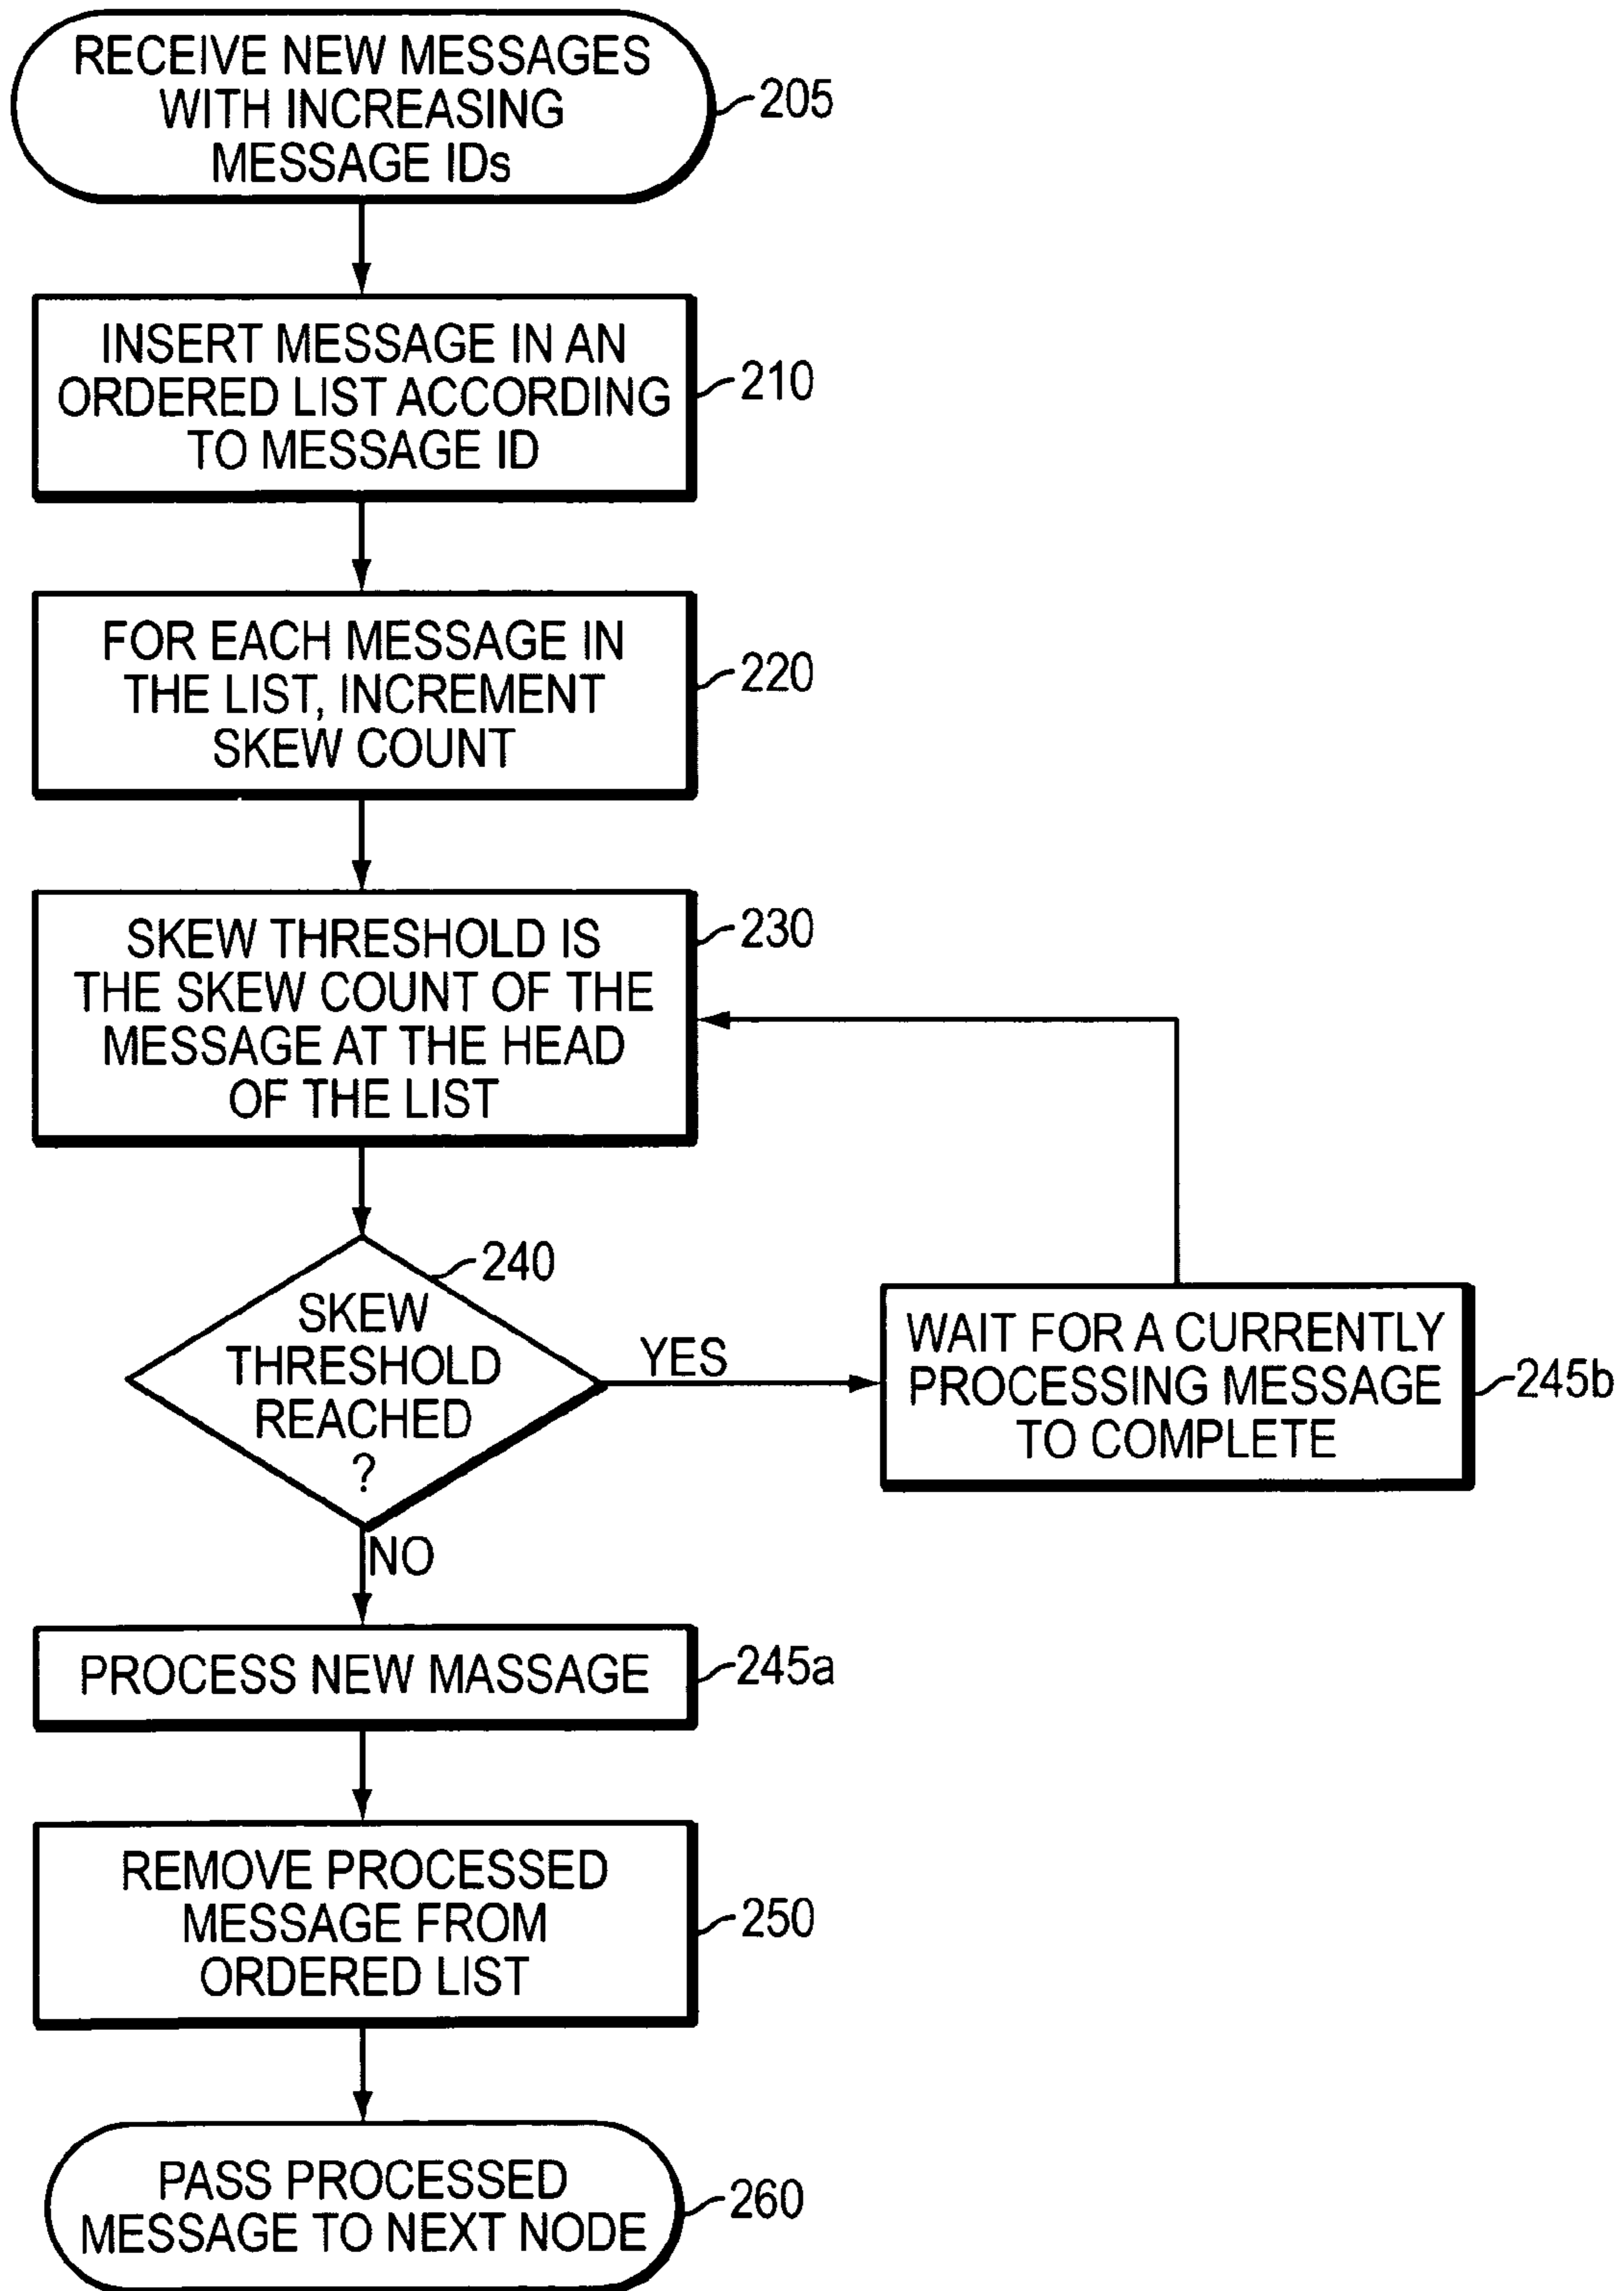 RECEIVE NEW MESSAGES
WITH INCREASING
MESSAGE IDs
205
INSERT MESSAGE IN AN
ORDERED LIST ACCORDING
TO MESSAGE ID
210
FOR EACH MESSAGE IN
THE LIST, INCREMENT
SKEW COUNT
220
SKEW THRESHOLD IS
THE SKEW COUNT OF THE
MESSAGE AT THE HEAD
OF THE LIST
230
SKEW
THRESHOLD
REACHED
?
240
YES
WAIT FOR A CURRENTLY
PROCESSING MESSAGE
TO COMPLETE
245b
NO
PROCESS NEW MASSAGE
245a
REMOVE PROCESSED
MESSAGE FROM
ORDERED LIST
250
PASS PROCESSED
MESSAGE TO NEXT NODE
260